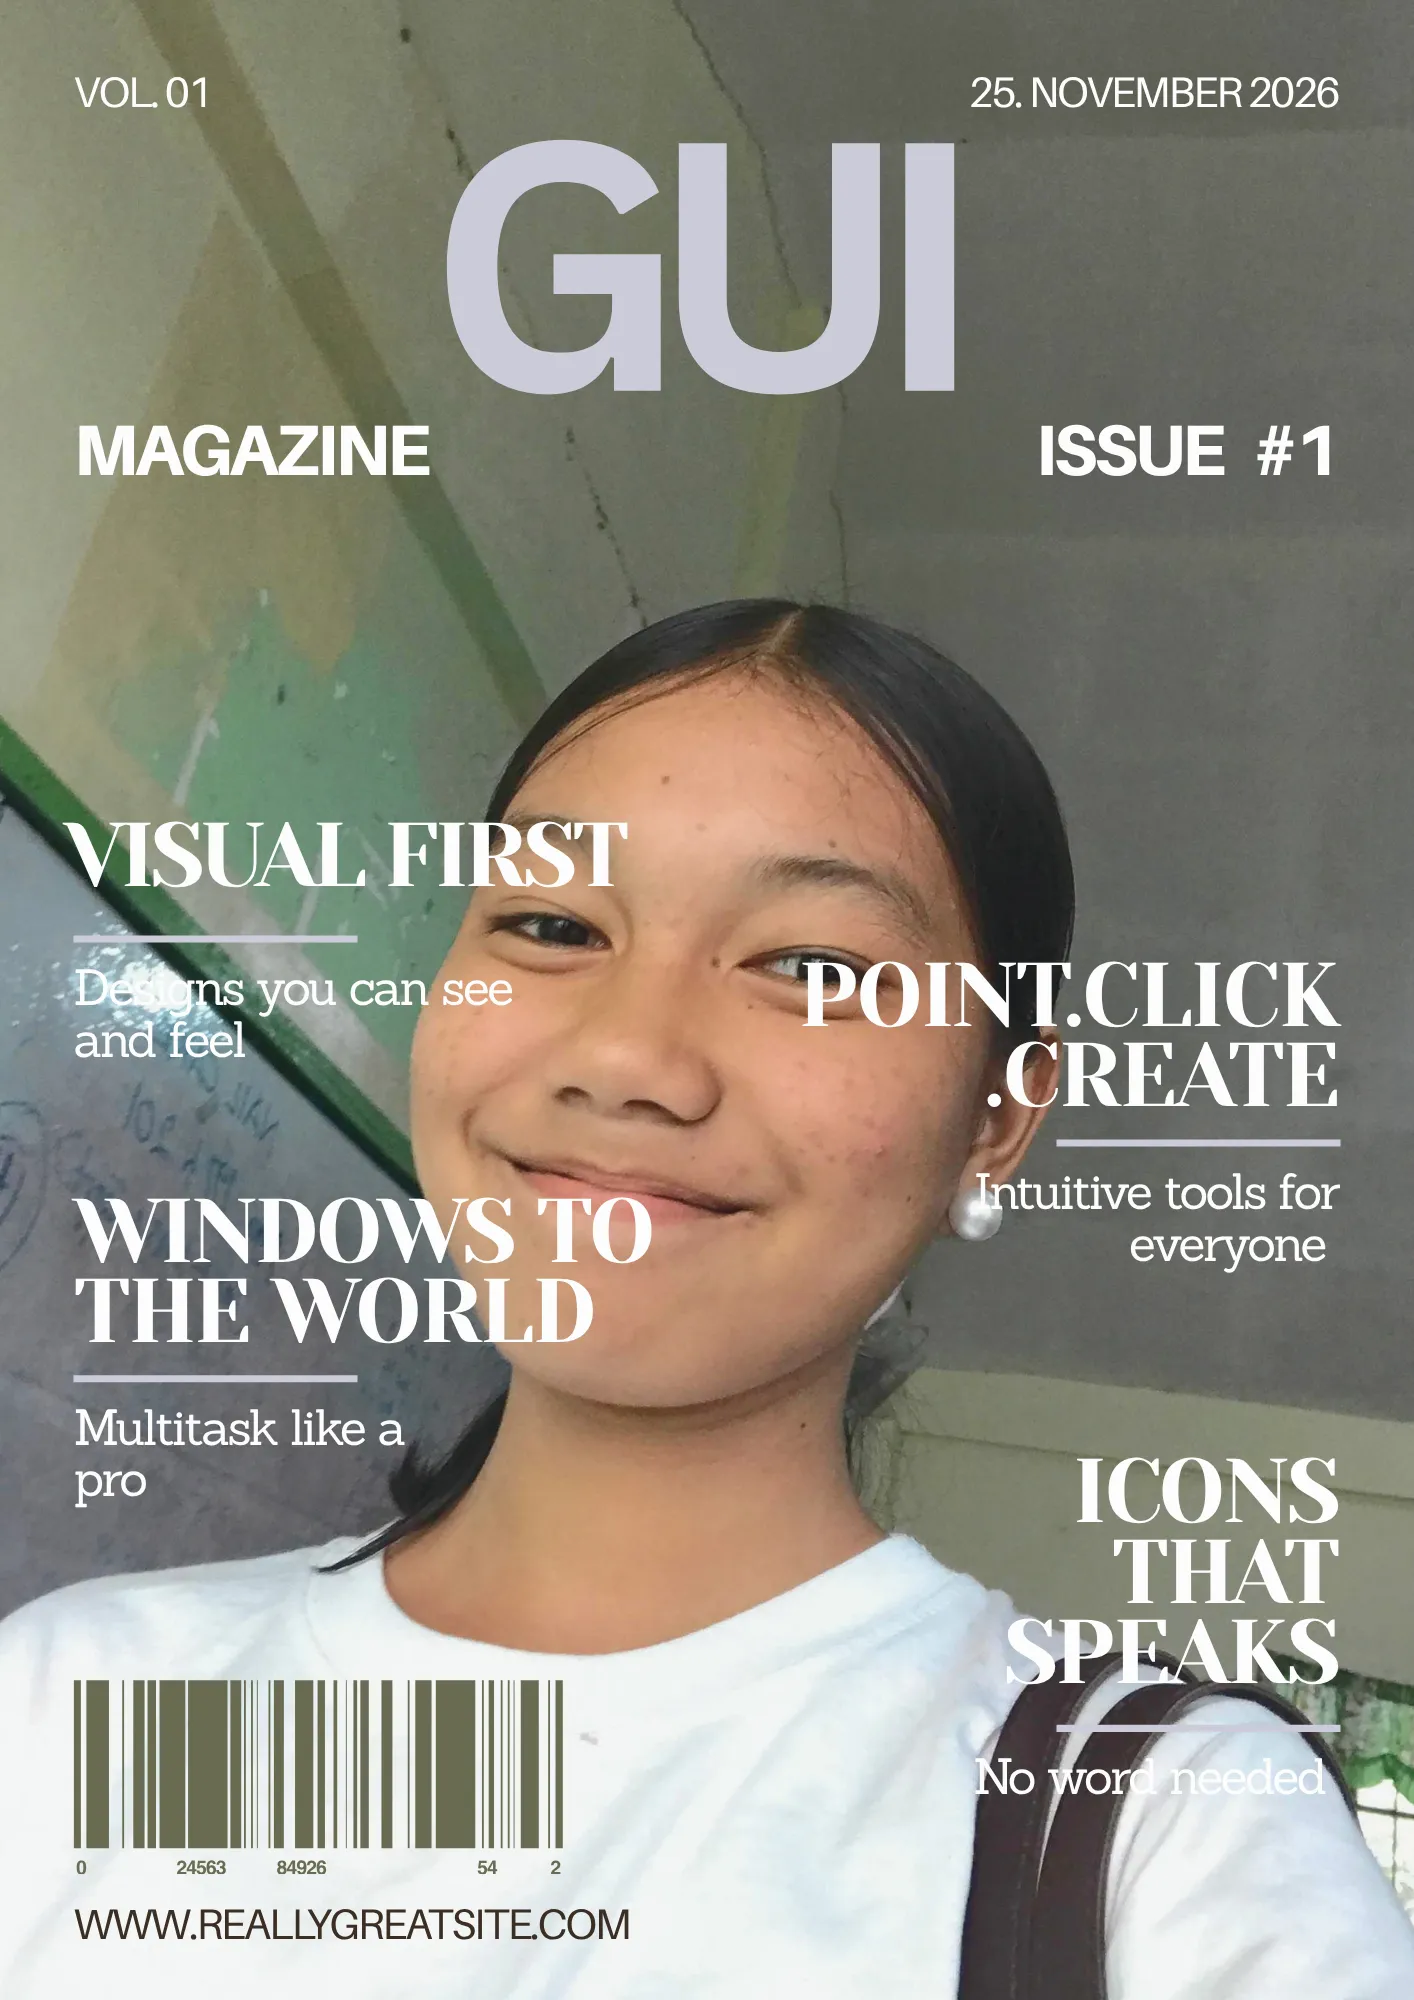 VOL. 01
25. NOVEMBER 2026
GUI
MAGAZINE
ISSUE #1
VISUAL FIRST
Designs you can see
and feel
POINT.CLICK
.CREATE
Intuitive tools for
everyone
WINDOWS TO
THE WORLD
Multitask like a
pro
ICONS
THAT
SPEAKS
No word needed
0 24563 84926 54 2
WWW.REALLYGREATSITE.COM